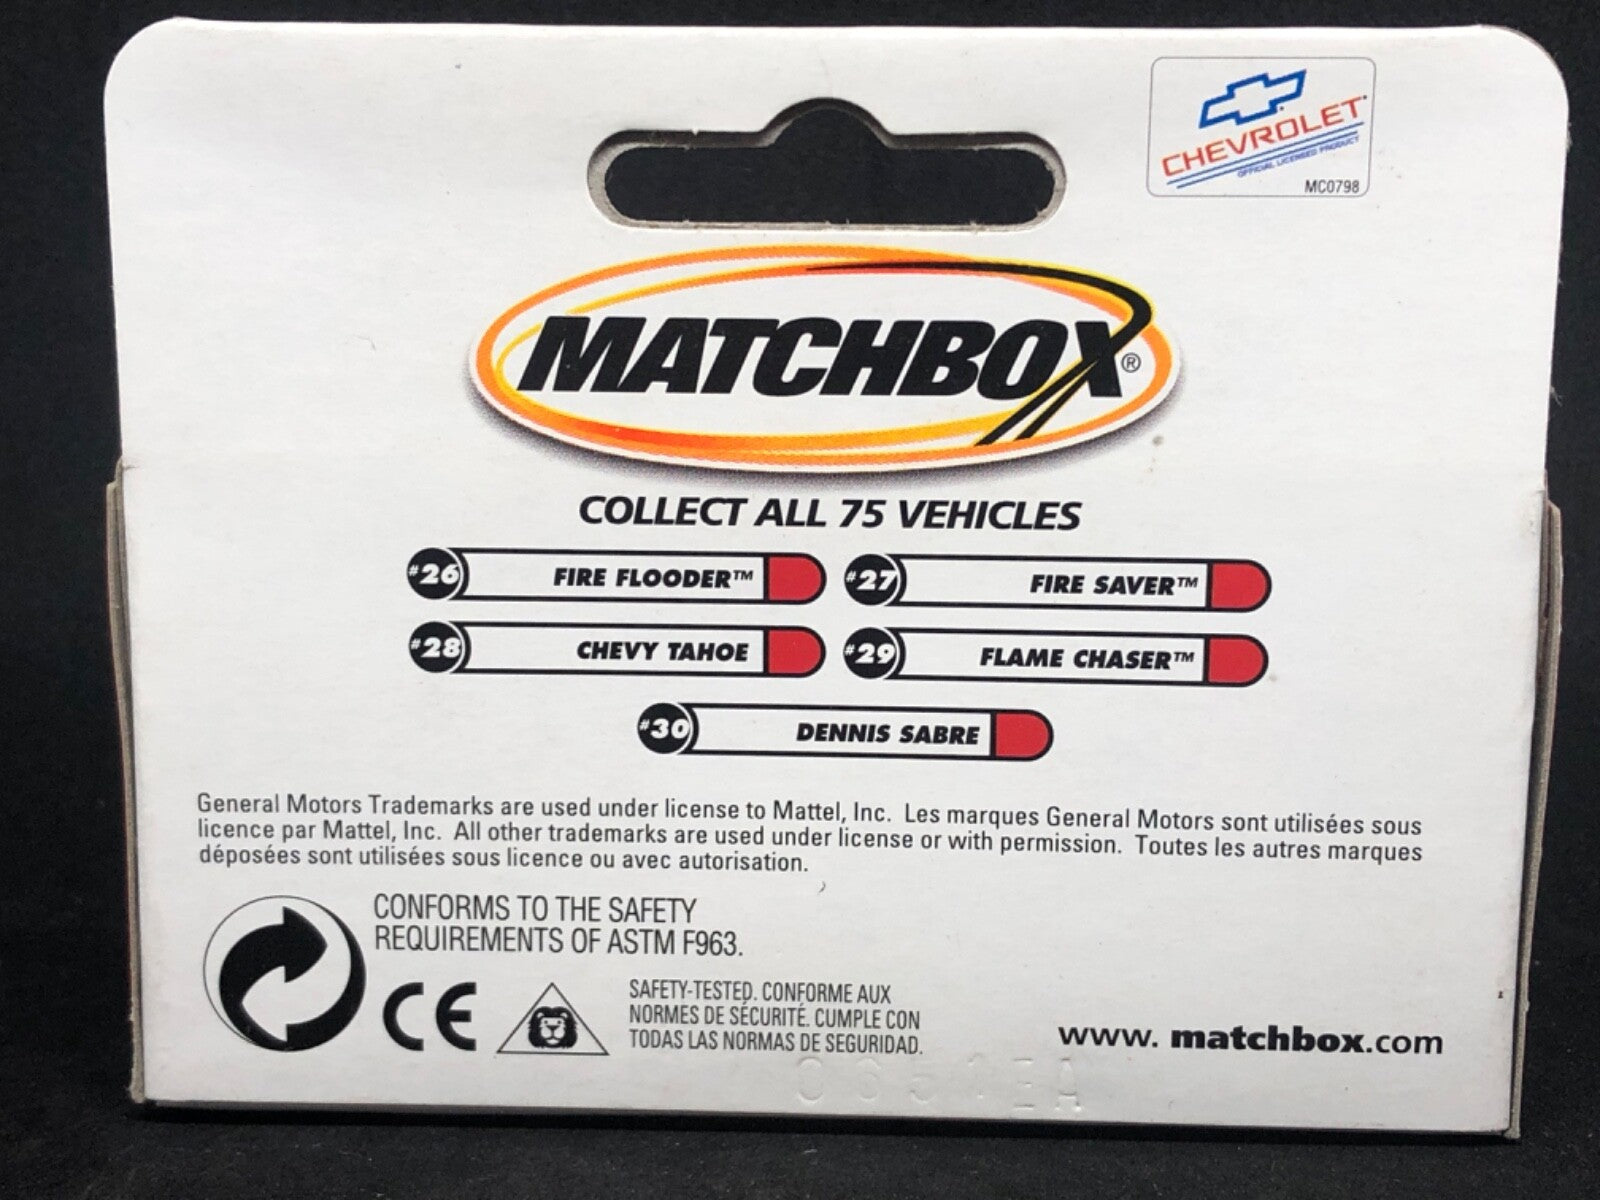 CHEVROLET
OFFICIAL LICENSED PRODUCT
MC0798
MATCHBOX®
COLLECT ALL 75 VEHICLES
#26 FIRE FLOODER™
#27 FIRE SAVER™
#28 CHEVY TAHOE
#29 FLAME CHASER™
#30 DENNIS SABRE
General Motors Trademarks are used under license to Mattel, Inc. Les marques General Motors sont utilisées sous
licence par Mattel, Inc. All other trademarks are used under license or with permission. Toutes les autres marques
déposées sont utilisées sous licence ou avec autorisation.
CONFORMS TO THE SAFETY
REQUIREMENTS OF ASTM F963.
CE
SAFETY-TESTED. CONFORME AUX
NORMES DE SÉCURITÉ. CUMPLE CON
TODAS LAS NORMAS DE SEGURIDAD.
www. matchbox.com